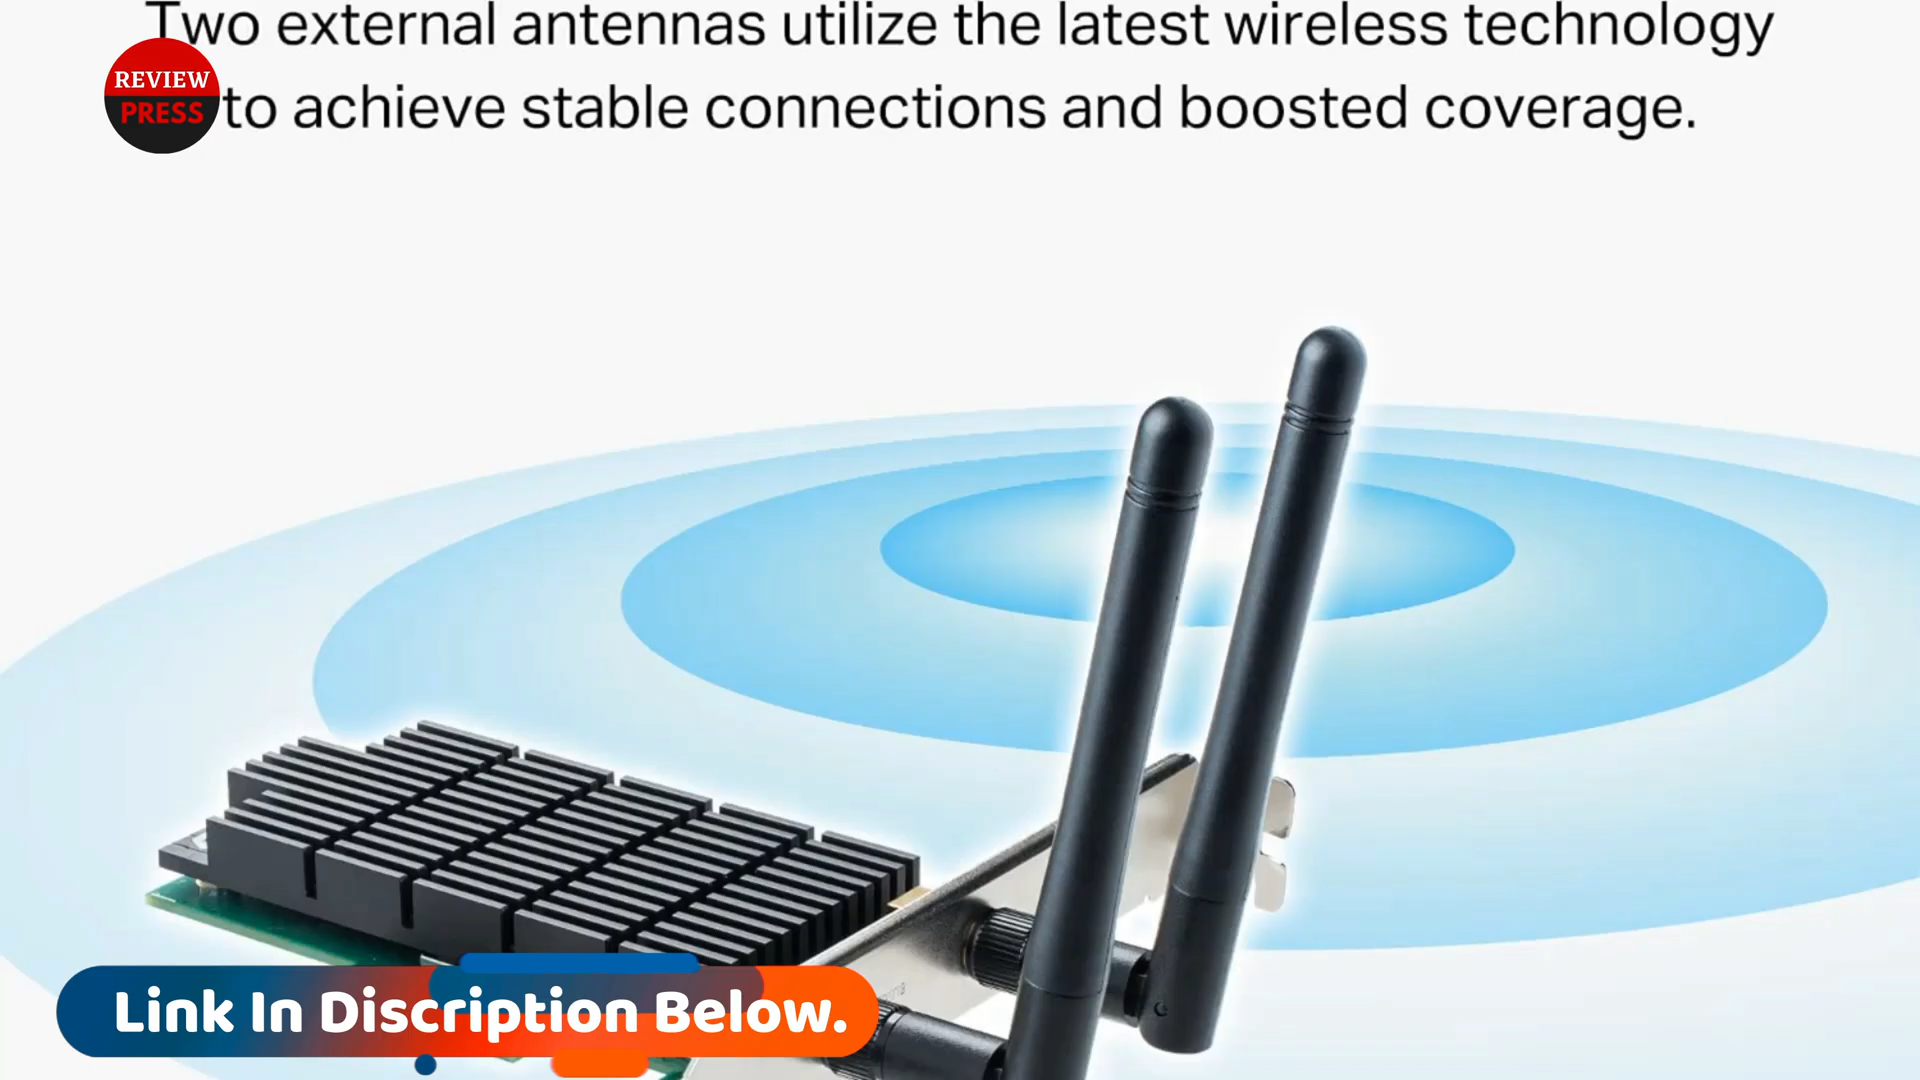 Two external antennas utilize the latest wireless technology
to achieve stable connections and boosted coverage.
REVIEW
PRESS
Link In Discription Below.